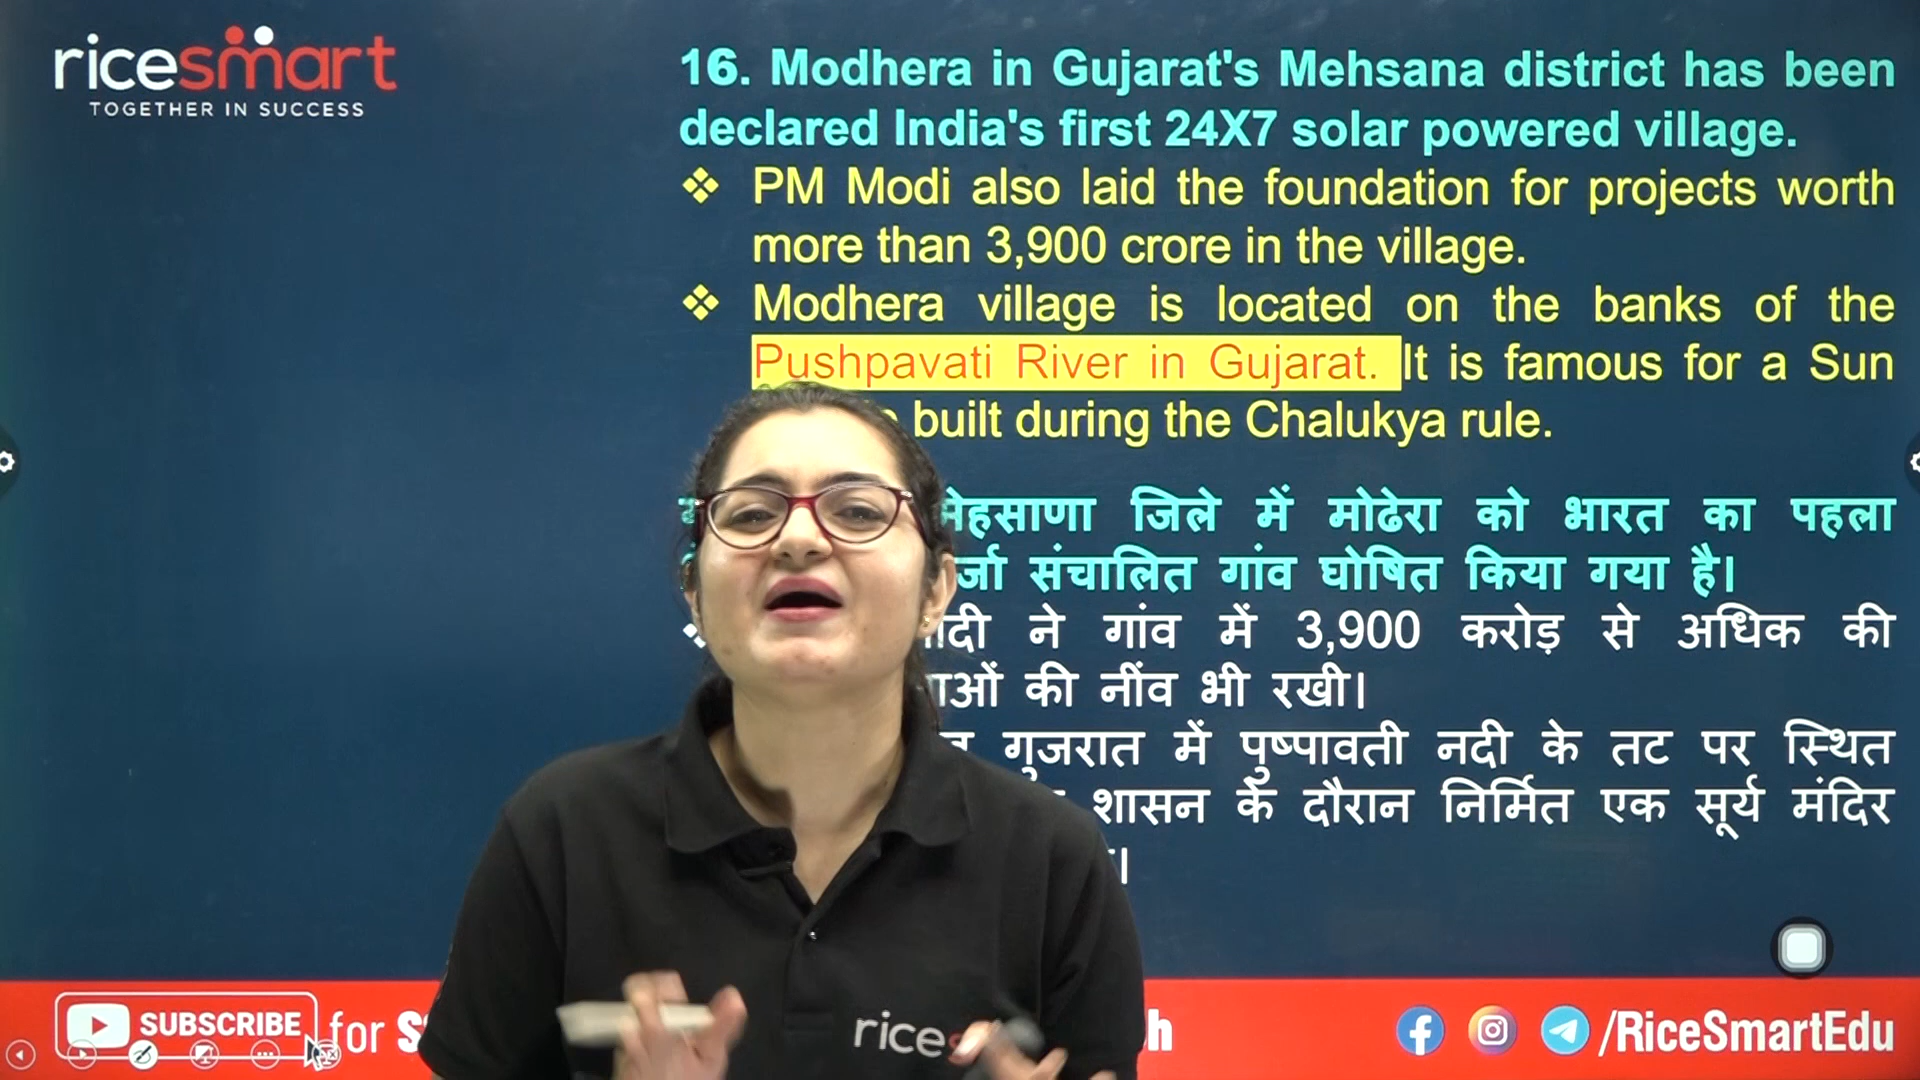 ricesmart
TOGETHER IN SUCCESS
16. Modhera in Gujarat's Mehsana district has been
declared India's first 24X7 solar powered village.
❖ PM Modi also laid the foundation for projects worth
more than 3,900 crore in the village.
❖ Modhera village is located on the banks of the
Pushpavati River in Gujarat. It is famous for a Sun
built during the Chalukya rule.
मेहसाणा जिले में मोढेरा को भारत का पहला
संचालित गांव घोषित किया गया है।
ने गांव में 3,900 करोड़ से अधिक की
की नींव भी रखी।
गुजरात में पुष्पावती नदी के तट पर स्थित
शासन के दौरान निर्मित एक सूर्य मंदिर
rice
SUBSCRIBE for
/RiceSmartEdu